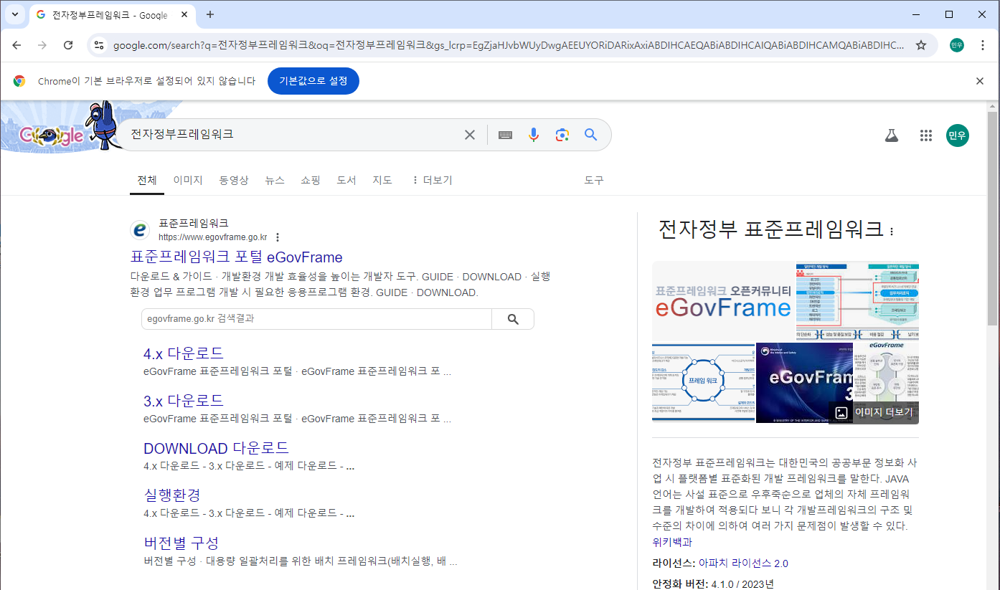 전자정부프레임워크 - Google
google.com/search?q=전자정부프레임워크&oq=전자정부프레임워크&gs_lcrp=EgZjaHJvbWUyDwgAEEUYORiDARixAxiABDIHCAEQABiABDIHCAIQABiABDIHCAMQABiABDIHC...
민우
Chrome이 기본 브라우저로 설정되어 있지 않습니다
기본값으로 설정
Google
전자정부프레임워크
민우
전체 이미지 동영상 뉴스 쇼핑 도서 지도 더보기 도구
표준프레임워크
https://www.egovframe.go.kr
표준프레임워크 포털 eGovFrame
다운로드 & 가이드 · 개발환경 개발 효율성을 높이는 개발자 도구. GUIDE · DOWNLOAD · 실행
환경 업무 프로그램 개발 시 필요한 응용프로그램 환경. GUIDE · DOWNLOAD.
egovframe.go.kr 검색결과
4.x 다운로드
eGovFrame 표준프레임워크 포털 · eGovFrame 표준프레임워크 포 ...
3.x 다운로드
eGovFrame 표준프레임워크 포털 · eGovFrame 표준프레임워크 포 ...
DOWNLOAD 다운로드
4.x 다운로드 - 3.x 다운로드 - 예제 다운로드 - ...
실행환경
4.x 다운로드 - 3.x 다운로드 - 예제 다운로드 - ...
버전별 구성
버전별 구성 · 대용량 일괄처리를 위한 배치 프레임워크(배치실행, 배 ...
전자정부 표준프레임워크
표준프레임워크 오픈커뮤니티
eGovFrame
프레임 워크
eGovFram
3
eGovFrame
이미지 더보기
전자정부 표준프레임워크는 대한민국의 공공부문 정보화 사
업 시 플랫폼별 표준화된 개발 프레임워크를 말한다. JAVA
언어는 사설 표준으로 우후죽순으로 업체의 자체 프레임워
크를 개발하여 적용되다 보니 각 개발프레임워크의 구조 및
수준의 차이에 의하여 여러 가지 문제점이 발생할 수 있다.
위키백과
라이선스: 아파치 라이선스 2.0
안정화 버전: 4.1.0 / 2023년